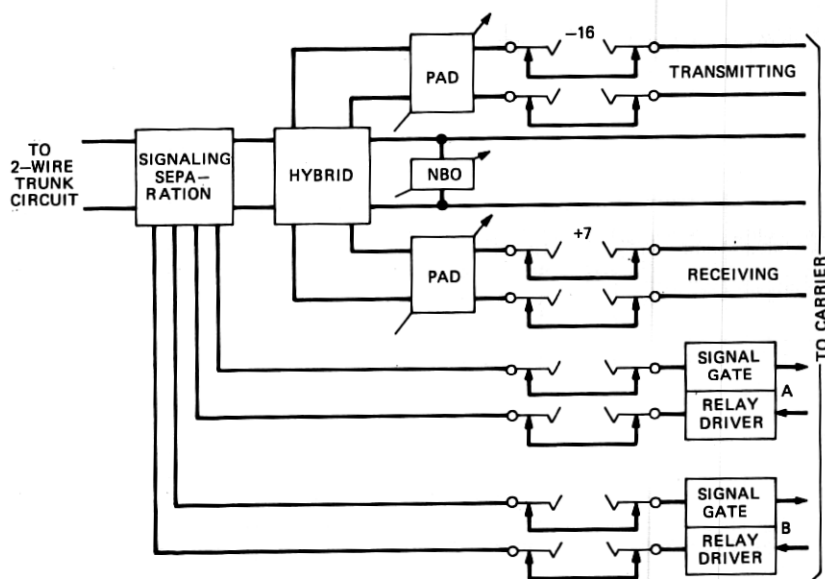 TO
2–WIRE
TRUNK
CIRCUIT
SIGNALING
SEPA–
RATION
HYBRID
PAD
–16
TRANSMITTING
NBO
PAD
+7
RECEIVING
SIGNAL
GATE
A
RELAY
DRIVER
SIGNAL
GATE
B
RELAY
DRIVER
TO CARRIER